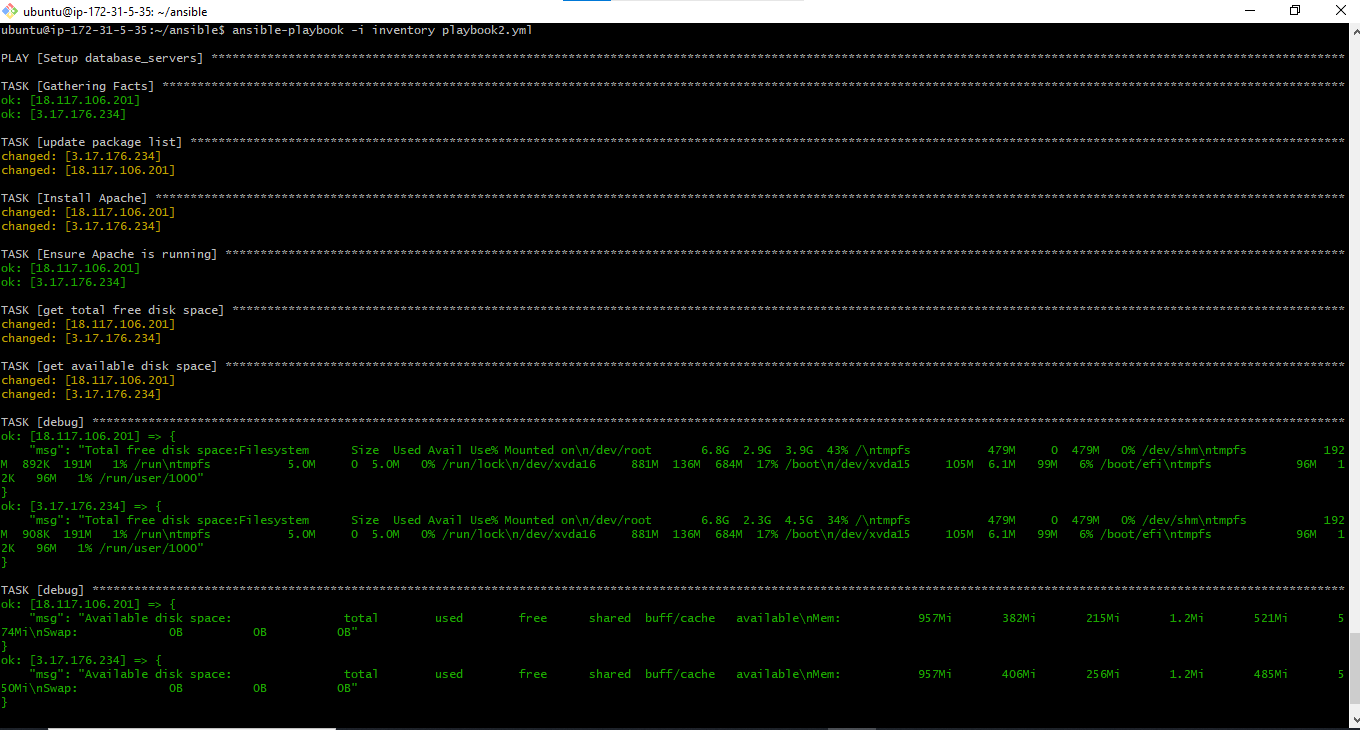 ubuntu@ip-172-31-5-35: ~/ansible
ubuntu@ip-172-31-5-35:~/ansible$ ansible-playbook -i inventory playbook2.yml
PLAY [Setup database_servers] ****************************************************************************************************************************************************************
TASK [Gathering Facts] ***********************************************************************************************************************************************************************
ok: [18.117.106.201]
ok: [3.17.176.234]
TASK [update package list] *******************************************************************************************************************************************************************
changed: [3.17.176.234]
changed: [18.117.106.201]
TASK [Install Apache] ************************************************************************************************************************************************************************
changed: [18.117.106.201]
changed: [3.17.176.234]
TASK [Ensure Apache is running] **************************************************************************************************************************************************************
ok: [18.117.106.201]
ok: [3.17.176.234]
TASK [get total free disk space] *************************************************************************************************************************************************************
changed: [18.117.106.201]
changed: [3.17.176.234]
TASK [get available disk space] **************************************************************************************************************************************************************
changed: [18.117.106.201]
changed: [3.17.176.234]
TASK [debug] *********************************************************************************************************************************************************************************
ok: [18.117.106.201] => {
    "msg": "Total free disk space:Filesystem      Size  Used Avail Use% Mounted on\n/dev/root       6.8G  2.9G  3.9G  43% /\ntmpfs           479M     0  479M   0% /dev/shm\ntmpfs           192
M  892K  191M   1% /run\ntmpfs           5.0M     0  5.0M   0% /run/lock\n/dev/xvda16     881M  136M  684M  17% /boot\n/dev/xvda15     105M  6.1M   99M   6% /boot/efi\ntmpfs            96M   1
2K   96M   1% /run/user/1000"
}
ok: [3.17.176.234] => {
    "msg": "Total free disk space:Filesystem      Size  Used Avail Use% Mounted on\n/dev/root       6.8G  2.3G  4.5G  34% /\ntmpfs           479M     0  479M   0% /dev/shm\ntmpfs           192
M  908K  191M   1% /run\ntmpfs           5.0M     0  5.0M   0% /run/lock\n/dev/xvda16     881M  136M  684M  17% /boot\n/dev/xvda15     105M  6.1M   99M   6% /boot/efi\ntmpfs            96M   1
2K   96M   1% /run/user/1000"
}
TASK [debug] *********************************************************************************************************************************************************************************
ok: [18.117.106.201] => {
    "msg": "Available disk space:                total        used        free      shared  buff/cache   available\nMem:           957Mi       382Mi       215Mi       1.2Mi       521Mi       5
74Mi\nSwap:             0B          0B          0B"
}
ok: [3.17.176.234] => {
    "msg": "Available disk space:                total        used        free      shared  buff/cache   available\nMem:           957Mi       406Mi       256Mi       1.2Mi       485Mi       5
50Mi\nSwap:             0B          0B          0B"
}